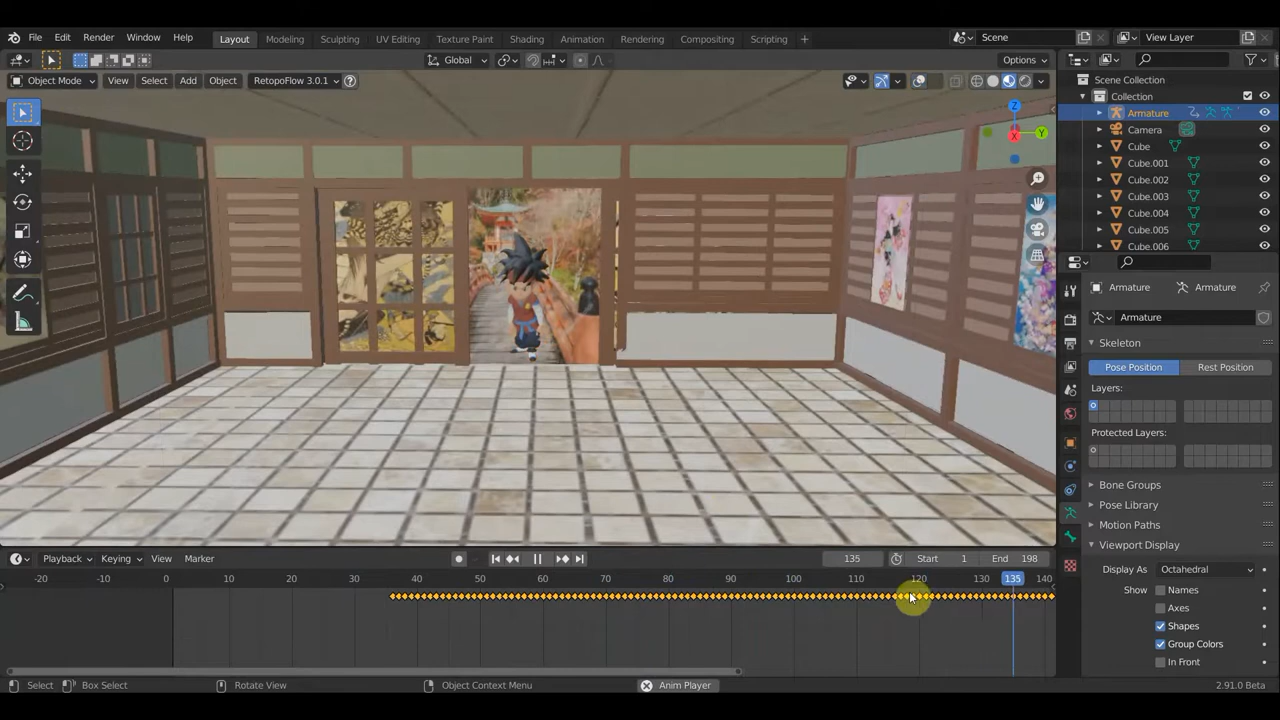 File Edit Render Window Help Layout Modeling Sculpting UV Editing Texture Paint Shading Animation Rendering Compositing Scripting + Scene View Layer
Global Options
Object Mode View Select Add Object RetopoFlow 3.0.1 Scene Collection
Collection
Armature
Camera
Cube
Cube.001
Cube.002
Cube.003
Cube.004
Cube.005
Cube.006
Z
X
Y
Armature Armature
Armature
Skeleton
Pose Position Rest Position
Layers:
Protected Layers:
Bone Groups
Pose Library
Motion Paths
Viewport Display
Display As Octahedral
Show Names
Axes
Shapes
Group Colors
In Front
Playback Keying View Marker 135 Start 1 End 198
-20 -10 0 10 20 30 40 50 60 70 80 90 100 110 120 130 135 140
Select Box Select Rotate View Object Context Menu Anim Player 2.91.0 Beta